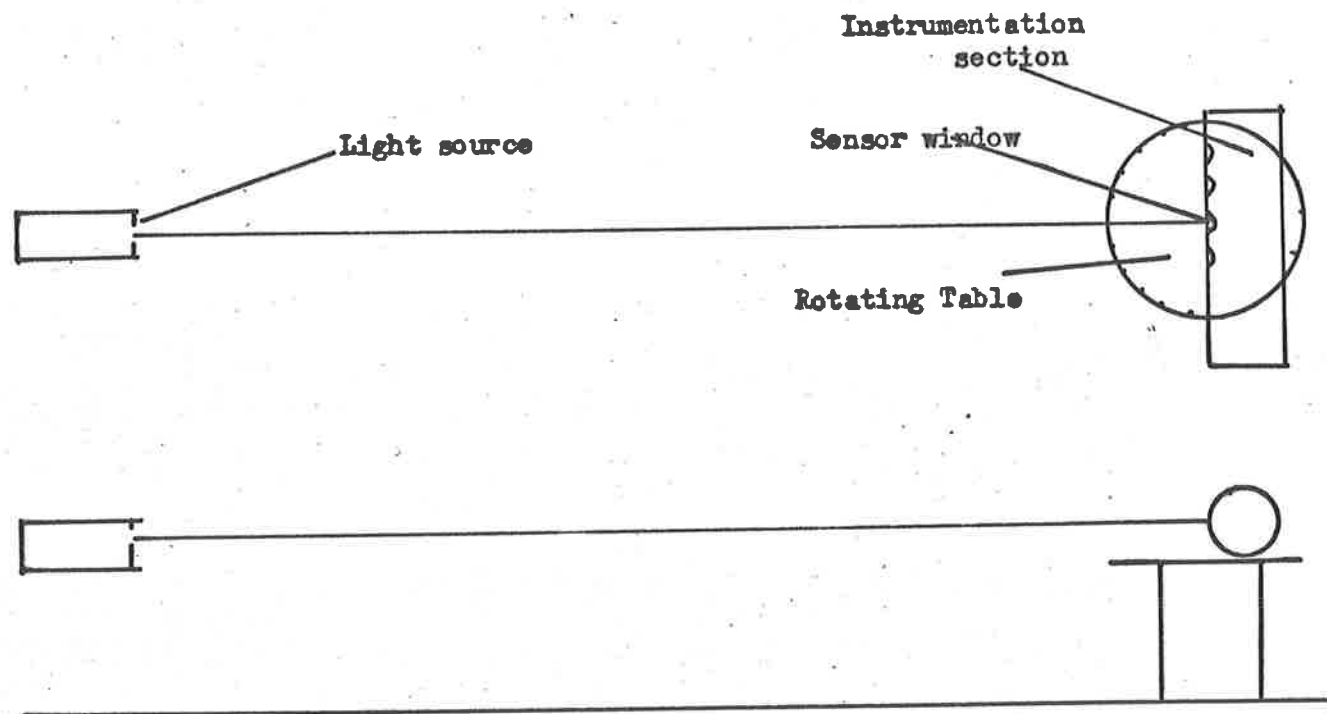 Instrumentation
section
Light source
Sensor window
Rotating Table